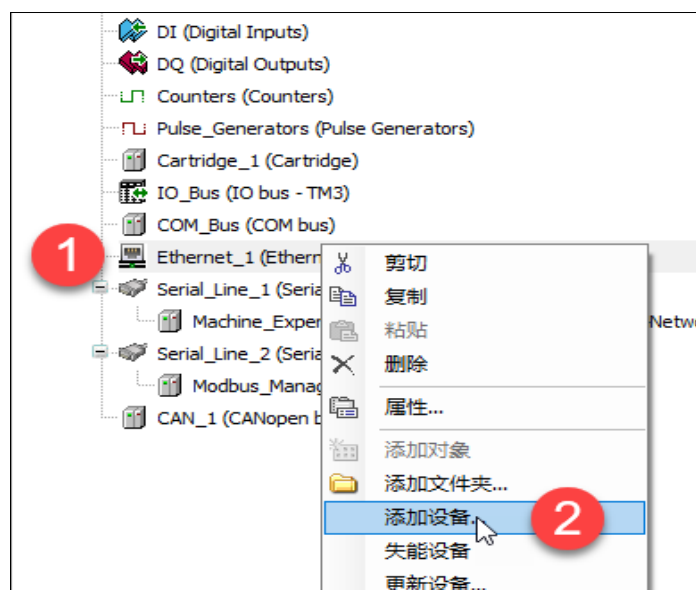 DI (Digital Inputs)
DQ (Digital Outputs)
Counters (Counters)
Pulse_Generators (Pulse Generators)
Cartridge_1 (Cartridge)
IO_Bus (IO bus - TM3)
COM_Bus (COM bus)
1
Ethernet_1 (Ethern
剪切
Serial_Line_1 (Seria
复制
Machine_Exper
粘贴
Netwo
Serial_Line_2 (Seria
删除
Modbus_Manag
属性...
CAN_1 (CANopen b
添加对象
添加文件夹...
添加设备...
2
失能设备
更新设备...